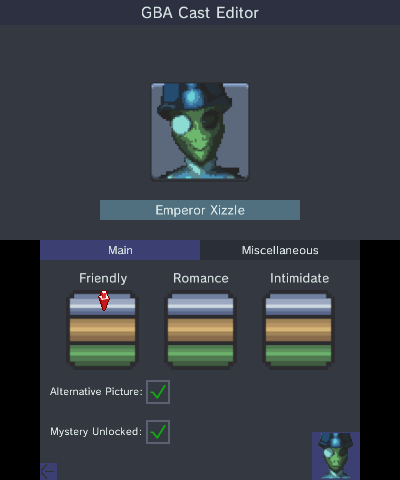 GBA Cast Editor
Emperor Xizzle
Main Miscellaneous
Friendly Romance Intimidate
Alternative Picture:
Mystery Unlocked: